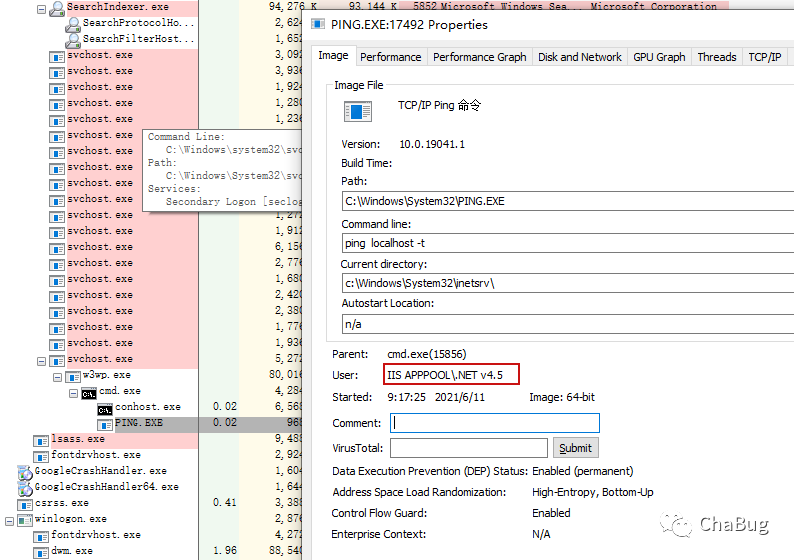 SearchIndexer.exe 94,276 K 93,144 K 5852 Microsoft Windows Sea... Microsoft Corporation
SearchProtocolHo... 2,624
SearchFilterHost...
svchost.exe 3,092
svchost.exe 3,936
svchost.exe 1,924
svchost.exe 1,280
svchost.exe 1,236
svchost.exe
svchost.exe
svchost.exe
svchost.exe
svchost.exe
svchost.exe 1,272
svchost.exe 1,912
svchost.exe 6,156
svchost.exe 2,776
svchost.exe 1,680
svchost.exe 2,420
svchost.exe 2,380
svchost.exe 1,776
svchost.exe 1,936
svchost.exe 5,272
w3wp.exe 80,016
cmd.exe 4,284
conhost.exe 0.02 6,568
PING.EXE 0.02 968
lsass.exe 9,488
fontdrvhost.exe 2,924
GoogleCrashHandler.exe 1,604
GoogleCrashHandler64.exe 1,644
csrss.exe 0.41 3,388
winlogon.exe 2,876
fontdrvhost.exe 4,272
dwm.exe 1.96 88,540
Command Line:
C:\Windows\system32\svc
Path:
C:\Windows\system32\svc
Services:
Secondary Logon [seclog
PING.EXE:17492 Properties
Image Performance Performance Graph Disk and Network GPU Graph Threads TCP/IP
Image File
TCP/IP Ping 命令
Version: 10.0.19041.1
Build Time:
Path:
C:\Windows\System32\PING.EXE
Command line:
ping localhost -t
Current directory:
c:\Windows\System32\inetsrv\
Autostart Location:
n/a
Parent: cmd.exe(15856)
User: IIS APPPOOL\.NET v4.5
Started: 9:17:25 2021/6/11 Image: 64-bit
Comment:
VirusTotal: Submit
Data Execution Prevention (DEP) Status: Enabled (permanent)
Address Space Load Randomization: High-Entropy, Bottom-Up
Control Flow Guard: Enabled
Enterprise Context: N/A
ChaBug